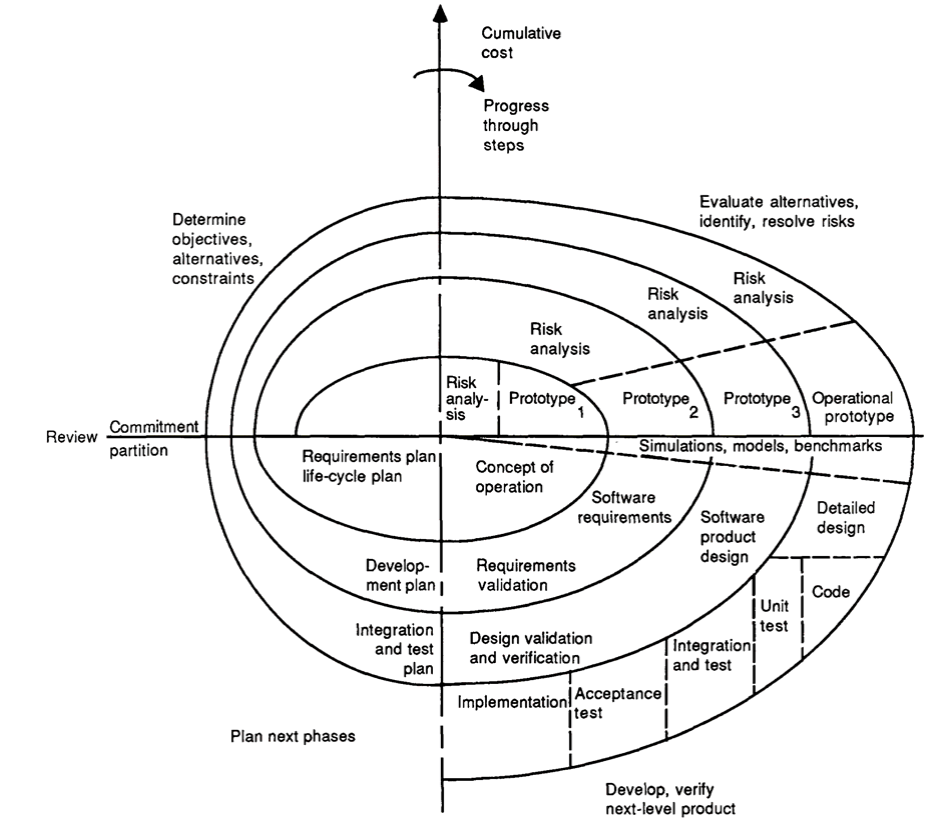 Cumulative
cost
Progress
through
steps
Determine
objectives,
alternatives,
constraints
Evaluate alternatives,
identify, resolve risks
Risk
analysis
Risk
analysis
Risk
analysis
Risk
analy-
sis
Prototype 1
Prototype 2
Prototype 3
Operational
prototype
Review
Commitment
partition
Simulations, models, benchmarks
Requirements plan
life-cycle plan
Concept of
operation
Software
requirements
Software
product
design
Detailed
design
Develop-
ment plan
Requirements
validation
Code
Unit
test
Integration
and test
plan
Design validation
and verification
Integration
and test
Implementation
Acceptance
test
Plan next phases
Develop, verify
next-level product